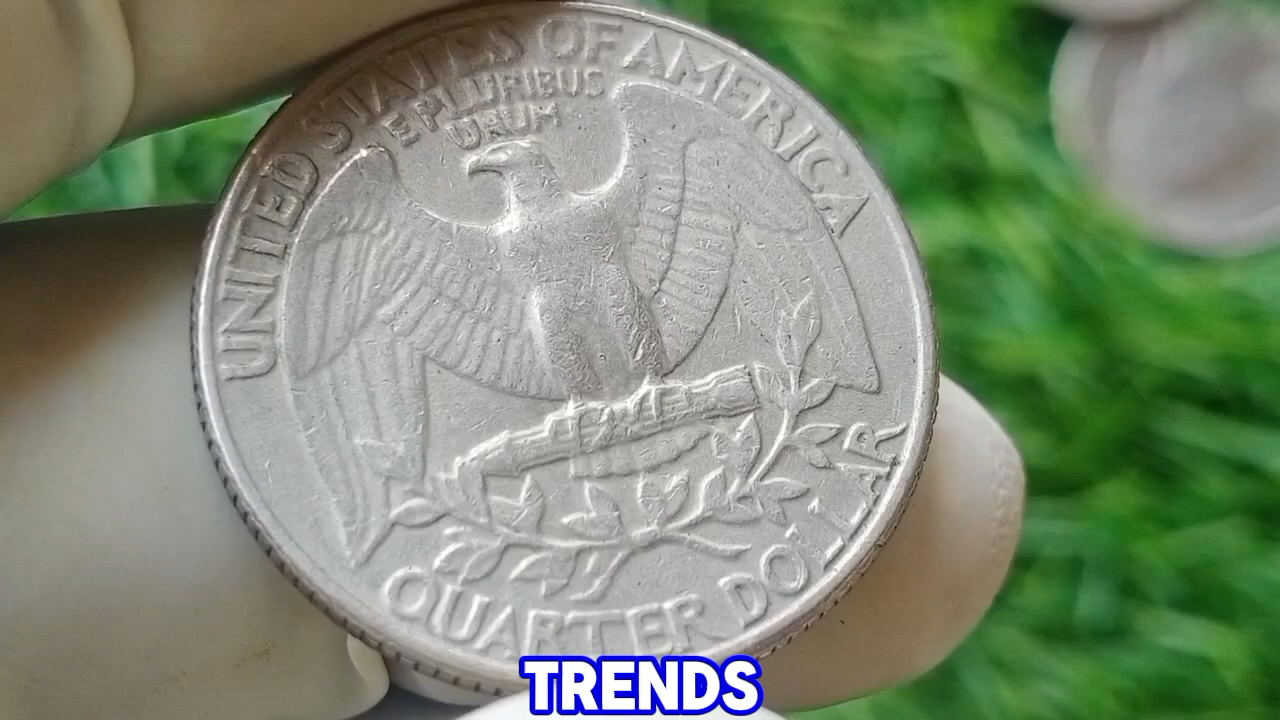 UNITED STATES OF AMERICA
E PLURIBUS
UNUM
QUARTER DOLLAR
TRENDS